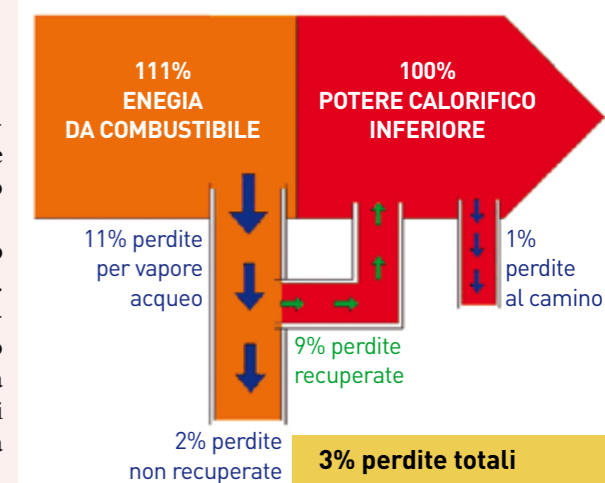 111%
ENEGIA
DA COMBUSTIBILE
100%
POTERE CALORIFICO
INFERIORE
11% perdite
per vapore
acqueo
1%
perdite
al camino
9% perdite
recuperate
2% perdite
non recuperate
3% perdite totali